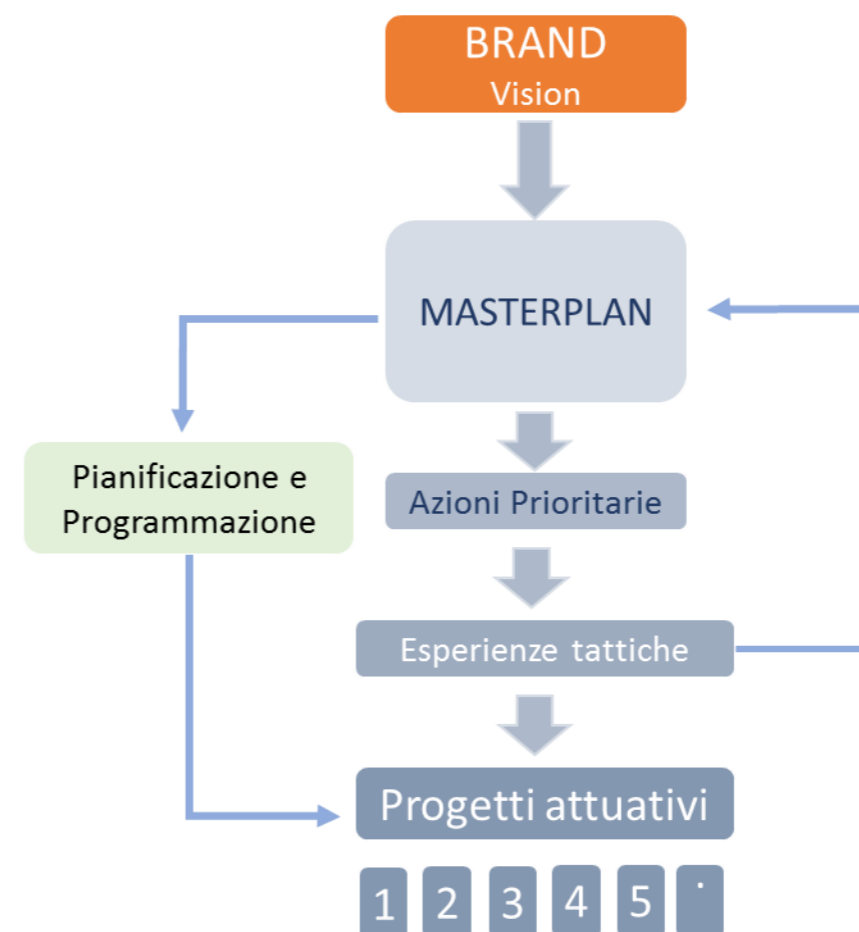 BRAND
Vision
MASTERPLAN
Pianificazione e
Programmazione
Azioni Prioritarie
Esperienze tattiche
Progetti attuativi
1 2 3 4 5 .